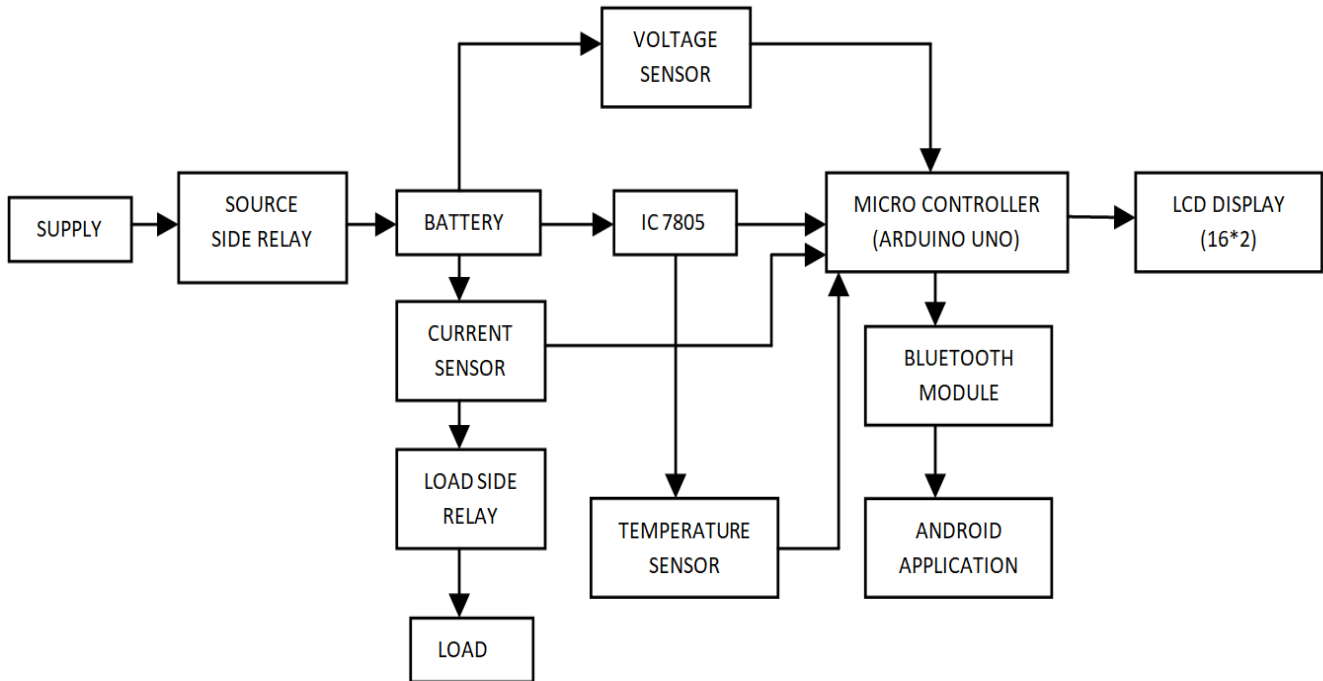 VOLTAGE
SENSOR
SUPPLY
SOURCE
SIDE RELAY
BATTERY
IC 7805
MICRO CONTROLLER
(ARDUINO UNO)
LCD DISPLAY
(16*2)
CURRENT
SENSOR
BLUETOOTH
MODULE
LOAD SIDE
RELAY
TEMPERATURE
SENSOR
ANDROID
APPLICATION
LOAD